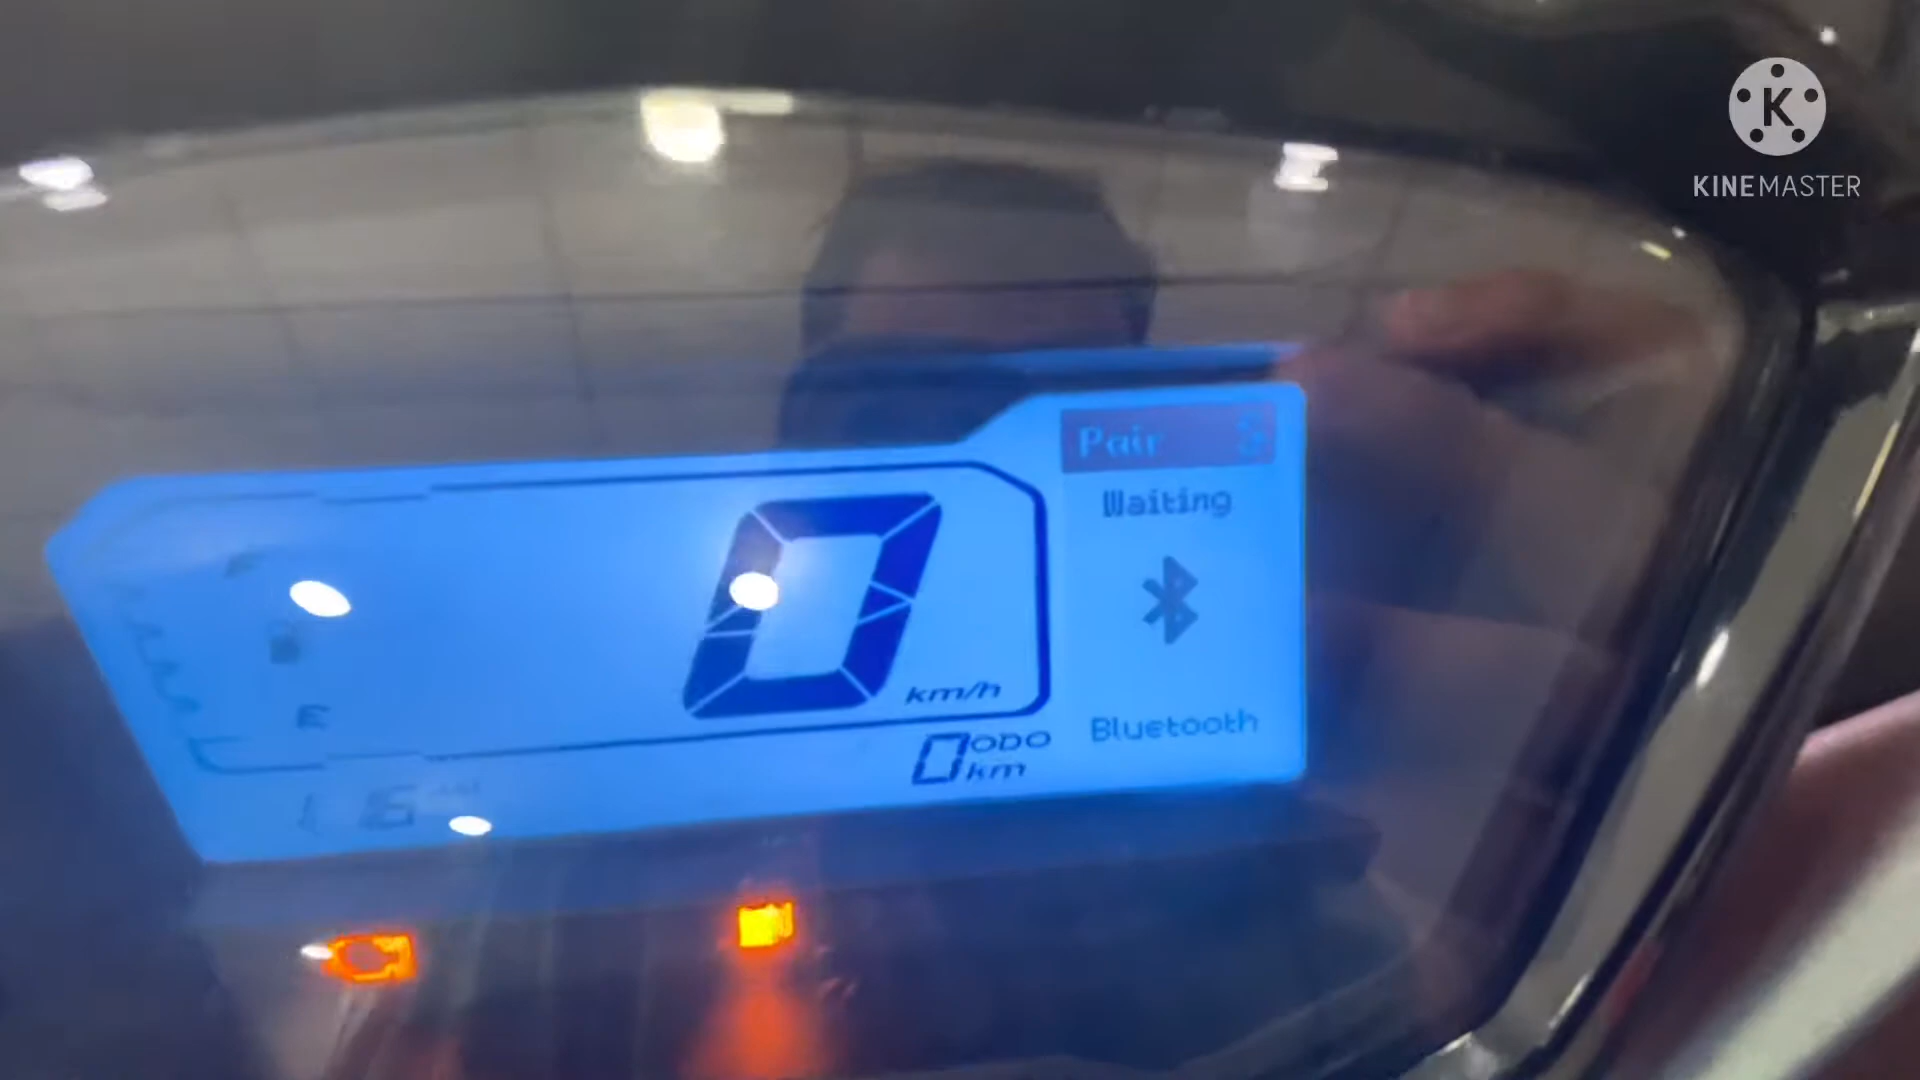 K
KINEMASTER
Pair
Waiting
F
E
0
km/h
0 ODO
km
Bluetooth